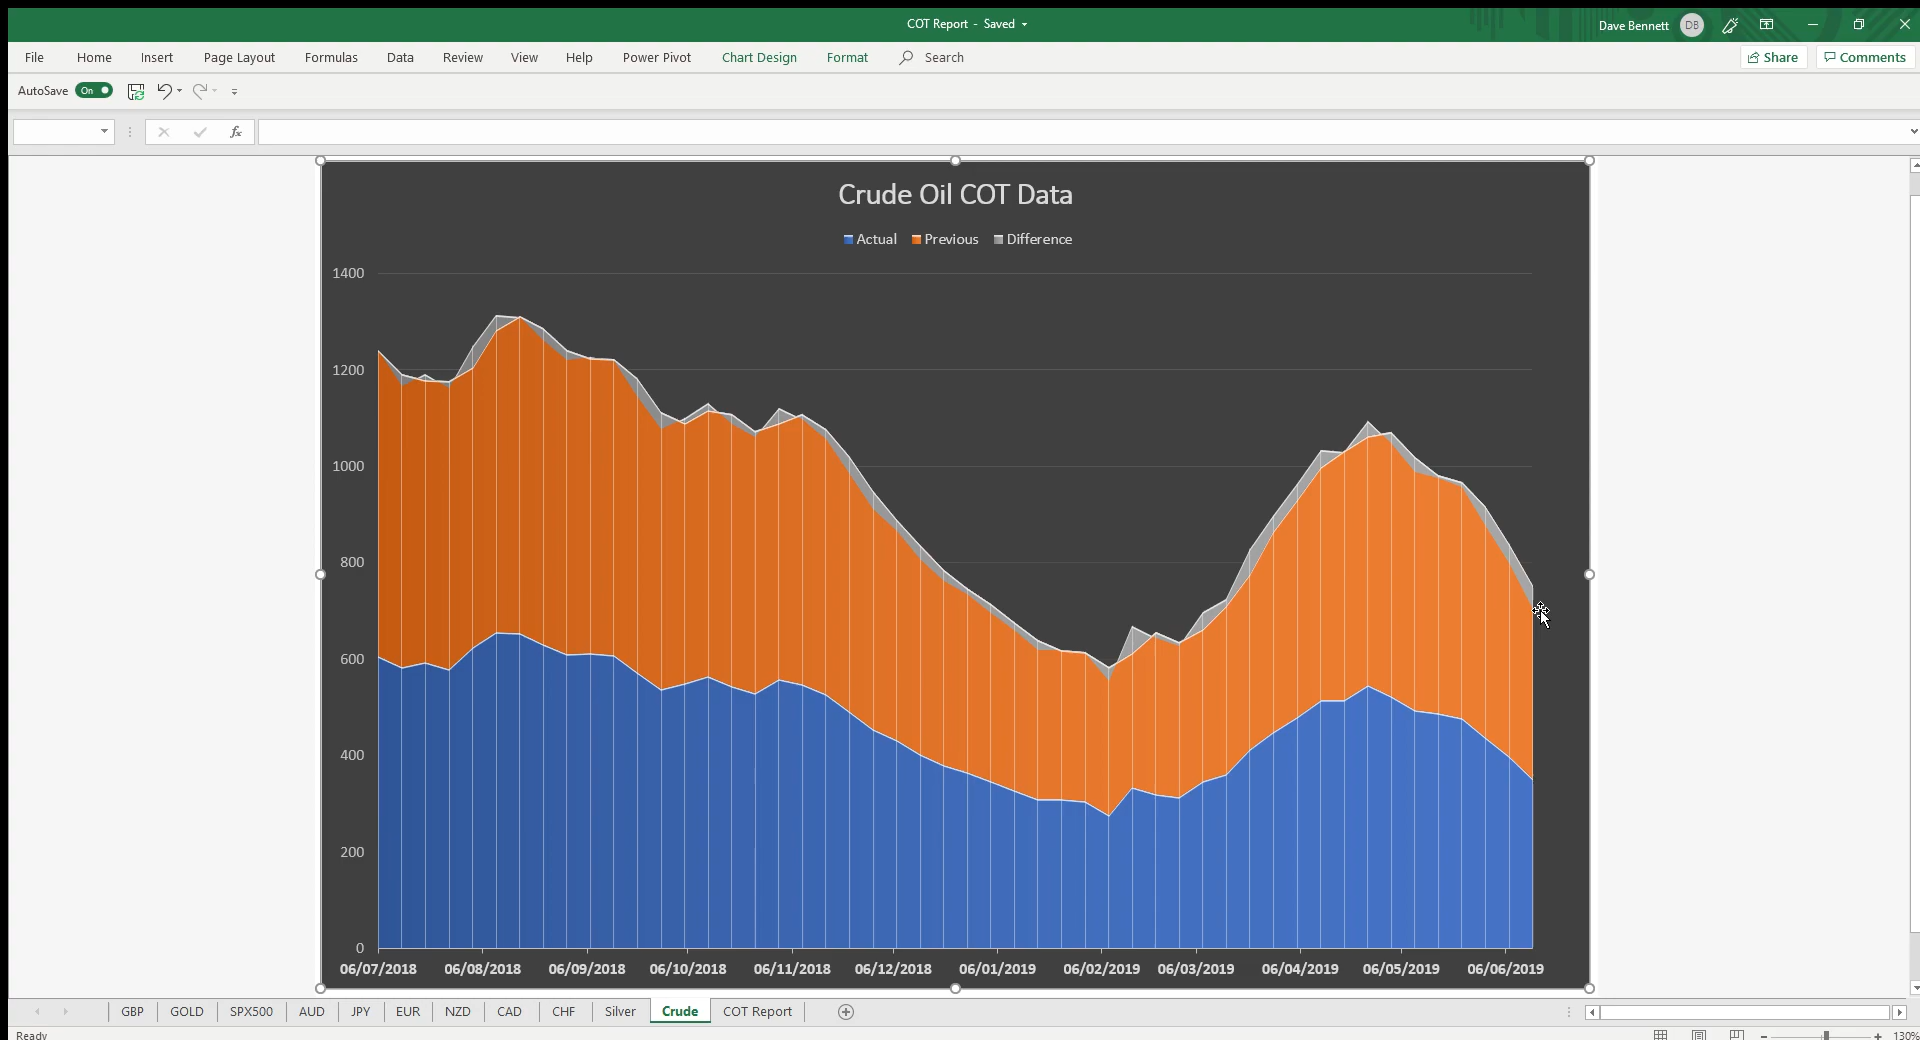 COT Report - Saved
Dave Bennett DB
File Home Insert Page Layout Formulas Data Review View Help Power Pivot Chart Design Format Search Share Comments
AutoSave On
fx
Crude Oil COT Data
Actual Previous Difference
1400
1200
1000
800
600
400
200
0
06/07/2018 06/08/2018 06/09/2018 06/10/2018 06/11/2018 06/12/2018 06/01/2019 06/02/2019 06/03/2019 06/04/2019 06/05/2019 06/06/2019
GBP GOLD SPX500 AUD JPY EUR NZD CAD CHF Silver Crude COT Report
Ready 130%